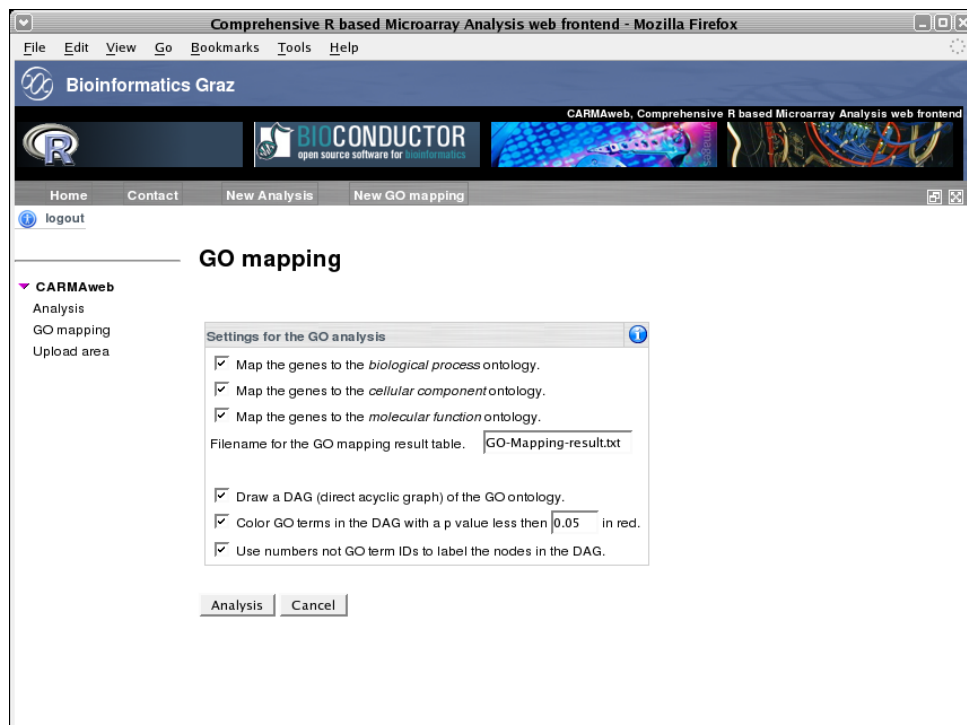 Comprehensive R based Microarray Analysis web frontend - Mozilla Firefox
File Edit View Go Bookmarks Tools Help
Bioinformatics Graz
CARMAweb, Comprehensive R based Microarray Analysis web frontend
R
BIOCONDUCTOR
open source software for bioinformatics
Home Contact New Analysis New GO mapping
logout
GO mapping
CARMAweb
Analysis
GO mapping
Upload area
Settings for the GO analysis
Map the genes to the biological process ontology.
Map the genes to the cellular component ontology.
Map the genes to the molecular function ontology.
Filename for the GO mapping result table. GO-Mapping-result.txt
Draw a DAG (direct acyclic graph) of the GO ontology.
Color GO terms in the DAG with a p value less then 0.05 in red.
Use numbers not GO term IDs to label the nodes in the DAG.
Analysis Cancel